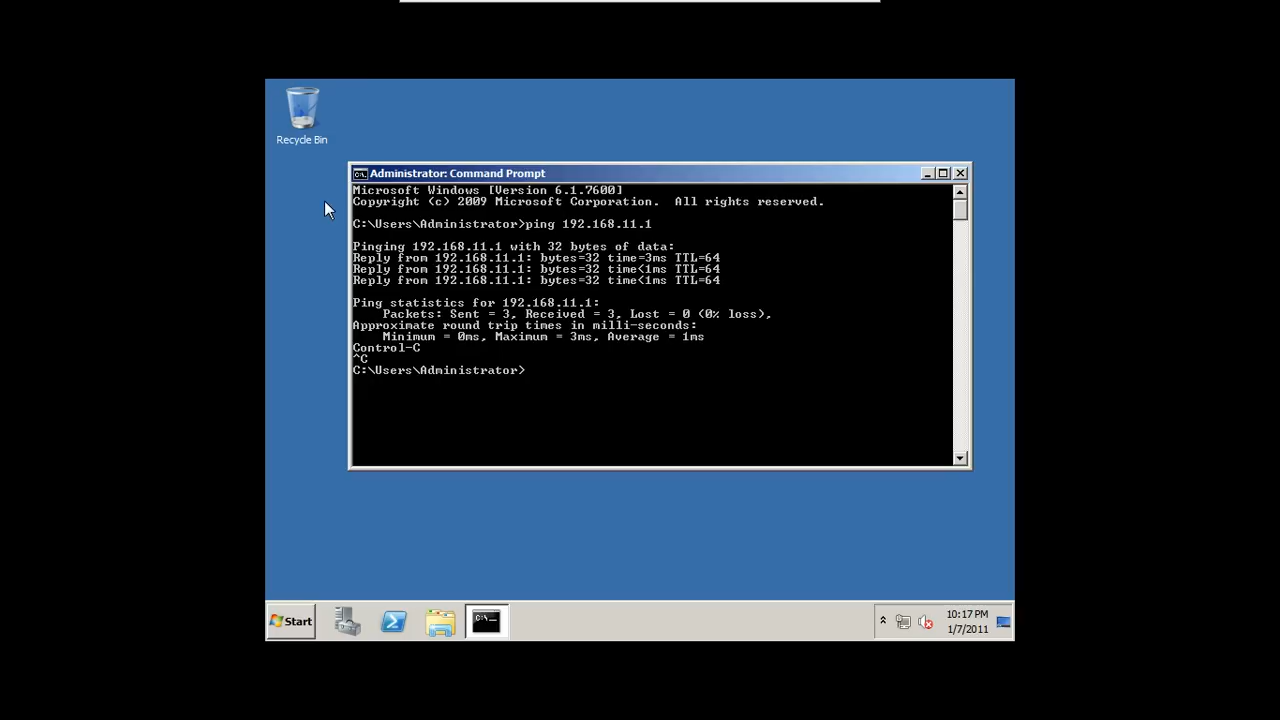 Recycle Bin
Administrator: Command Prompt
Microsoft Windows [Version 6.1.7600]
Copyright (c) 2009 Microsoft Corporation.  All rights reserved.
C:\Users\Administrator>ping 192.168.11.1
Pinging 192.168.11.1 with 32 bytes of data:
Reply from 192.168.11.1: bytes=32 time=3ms TTL=64
Reply from 192.168.11.1: bytes=32 time<1ms TTL=64
Reply from 192.168.11.1: bytes=32 time<1ms TTL=64
Ping statistics for 192.168.11.1:
    Packets: Sent = 3, Received = 3, Lost = 0 (0% loss),
Approximate round trip times in milli-seconds:
    Minimum = 0ms, Maximum = 3ms, Average = 1ms
Control-C
^C
C:\Users\Administrator>
Start
10:17 PM
1/7/2011